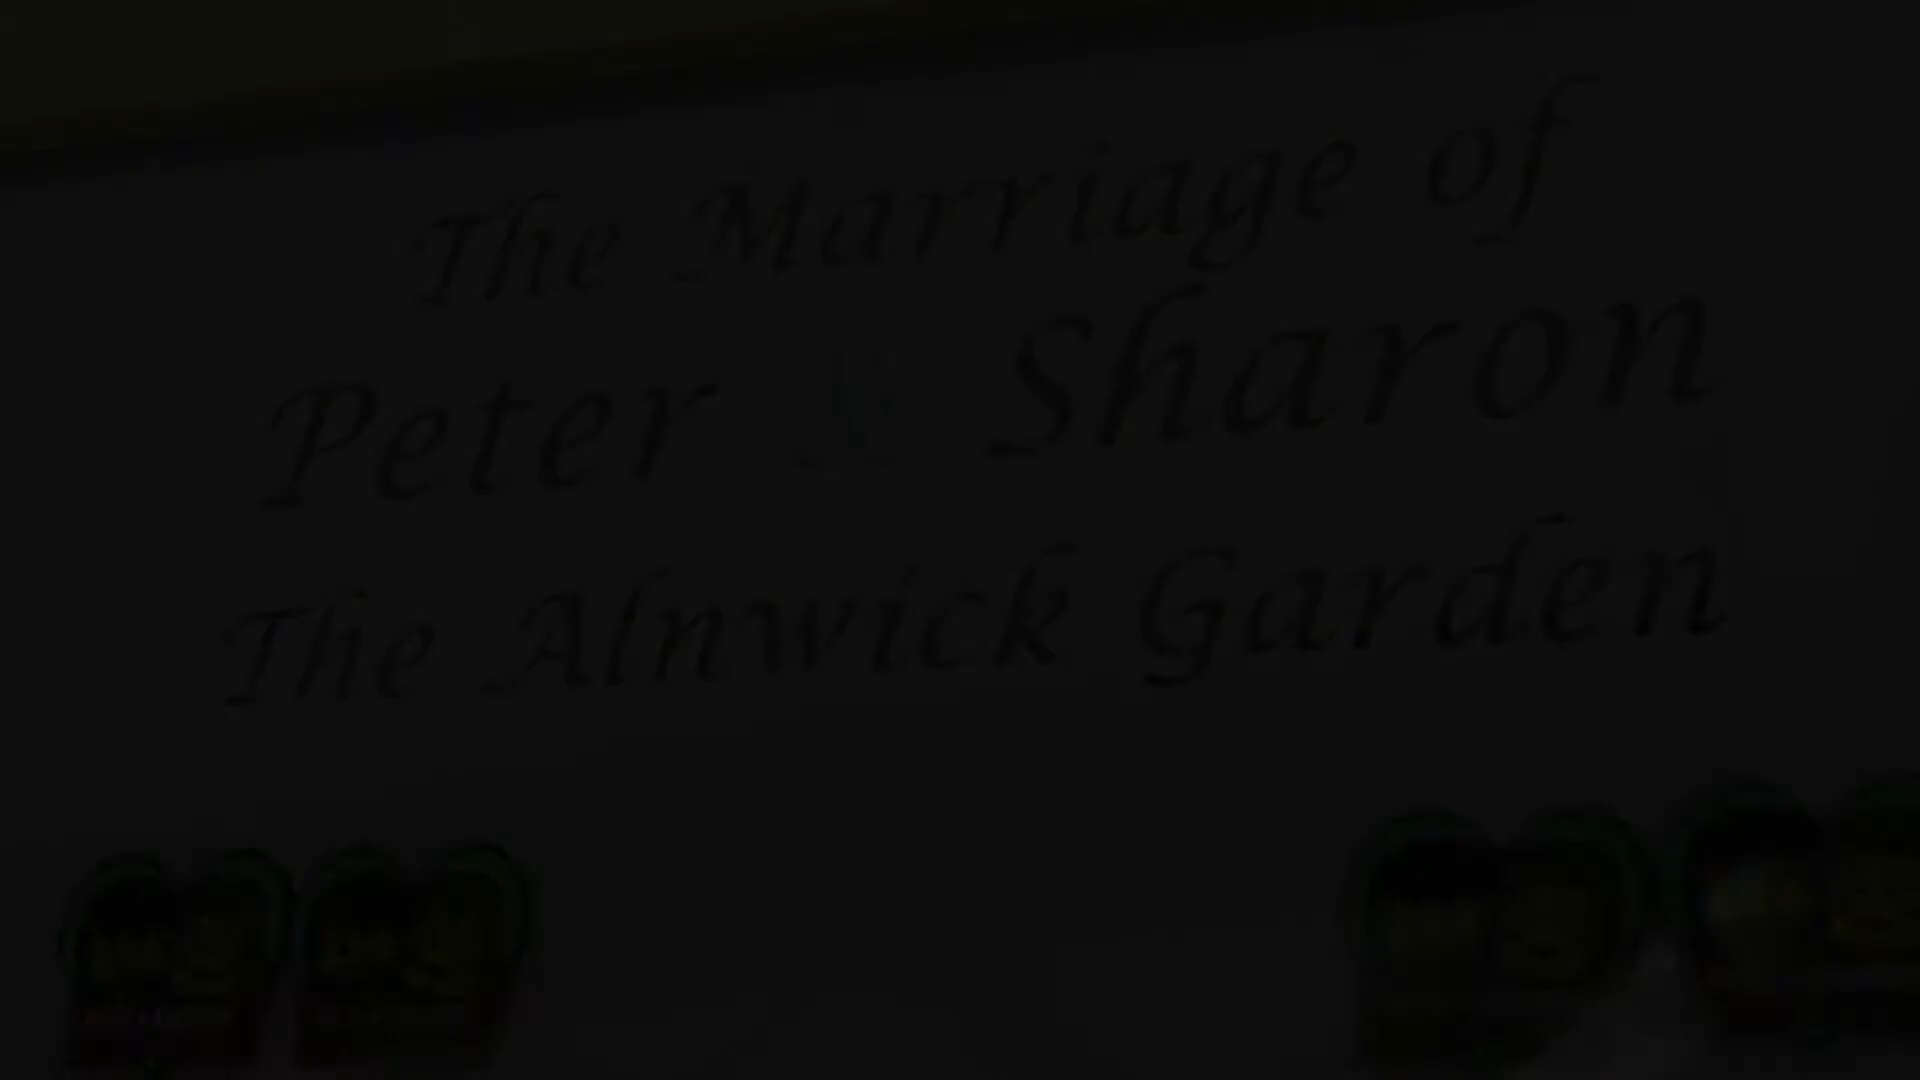 The Marriage of
Peter & Sharon
The Alnwick Garden